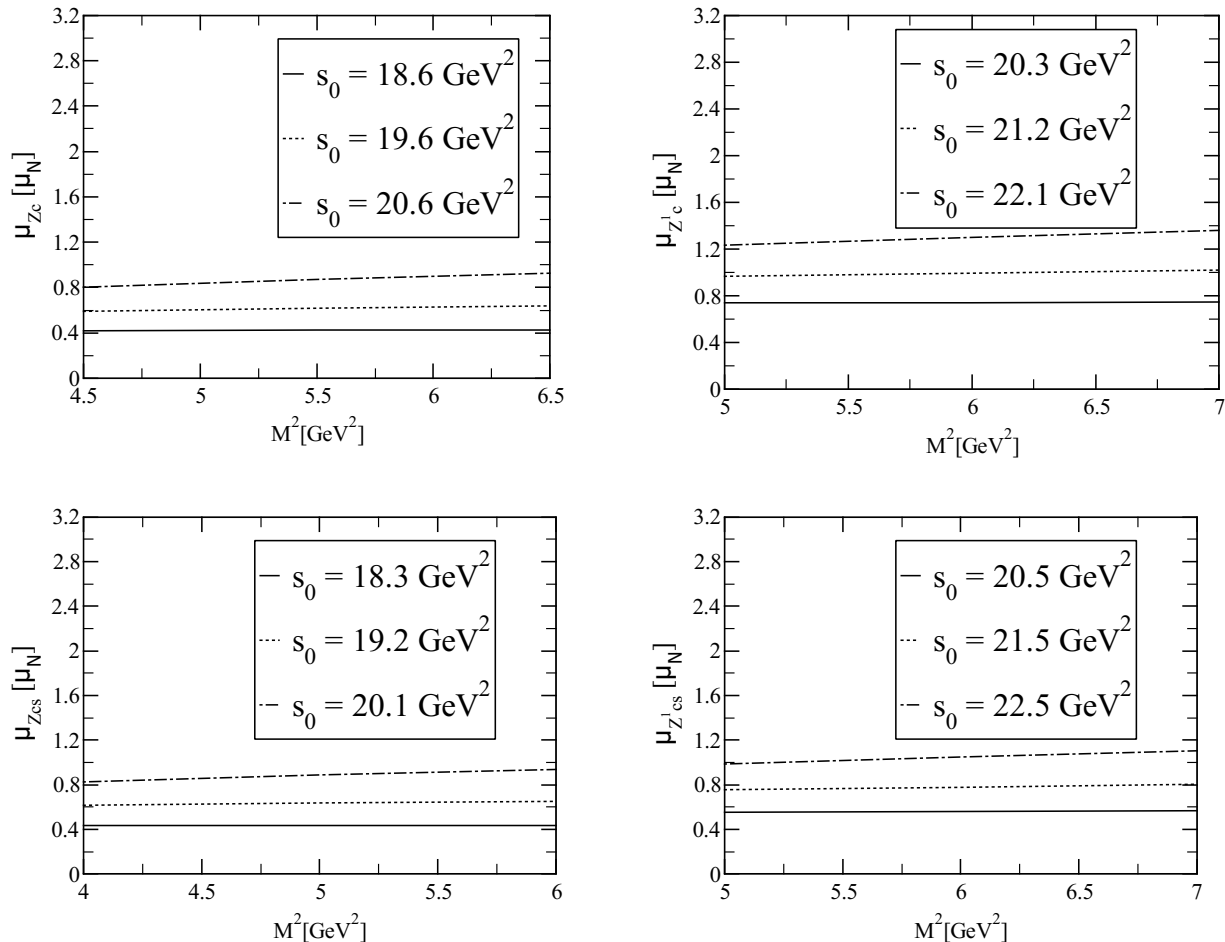 3.2
2.8
2.4
2
1.6
1.2
0.8
0.4
0
μ_Zc [μ_N]
s_0 = 18.6 GeV^2
s_0 = 19.6 GeV^2
s_0 = 20.6 GeV^2
4.5 5 5.5 6 6.5
M^2[GeV^2]
3.2
2.8
2.4
2
1.6
1.2
0.8
0.4
0
μ_Z^1_c [μ_N]
s_0 = 20.3 GeV^2
s_0 = 21.2 GeV^2
s_0 = 22.1 GeV^2
5 5.5 6 6.5 7
M^2[GeV^2]
3.2
2.8
2.4
2
1.6
1.2
0.8
0.4
0
μ_Zcs [μ_N]
s_0 = 18.3 GeV^2
s_0 = 19.2 GeV^2
s_0 = 20.1 GeV^2
4 4.5 5 5.5 6
M^2[GeV^2]
3.2
2.8
2.4
2
1.6
1.2
0.8
0.4
0
μ_Z^1_cs [μ_N]
s_0 = 20.5 GeV^2
s_0 = 21.5 GeV^2
s_0 = 22.5 GeV^2
5 5.5 6 6.5 7
M^2[GeV^2]